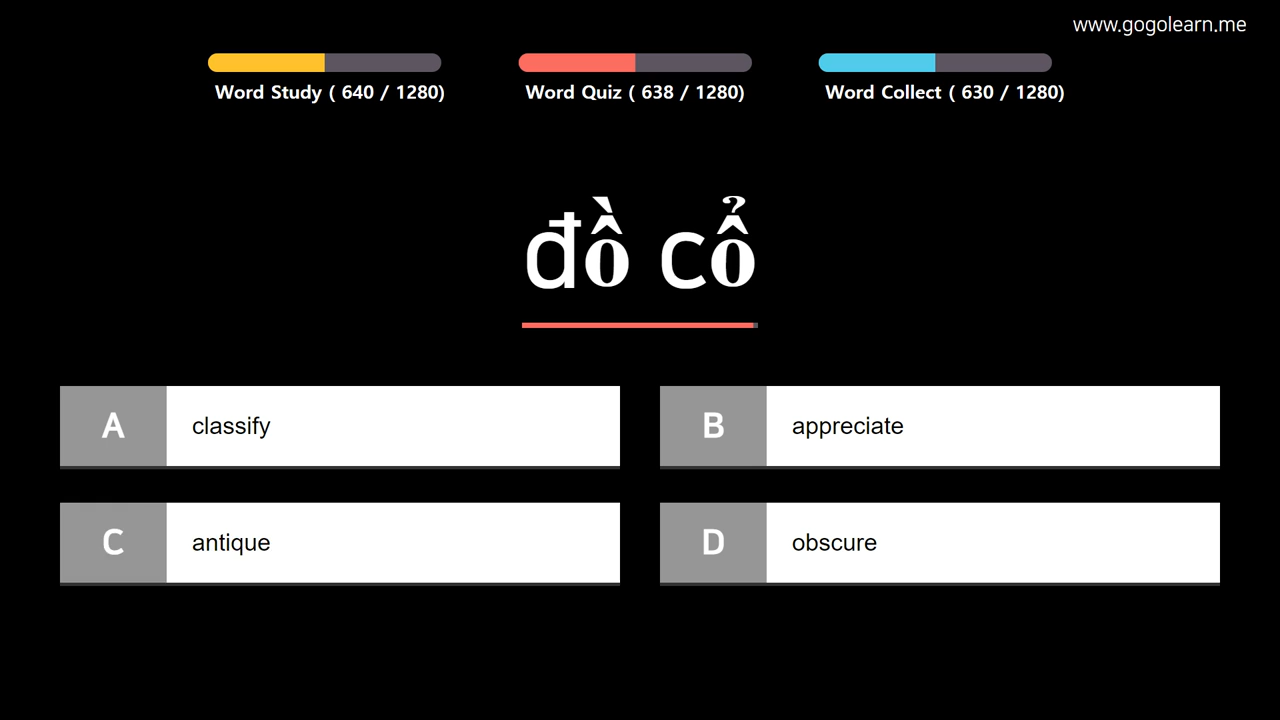 www.gogolearn.me
Word Study ( 640 / 1280)
Word Quiz ( 638 / 1280)
Word Collect ( 630 / 1280)
đồ cổ
A classify
B appreciate
C antique
D obscure